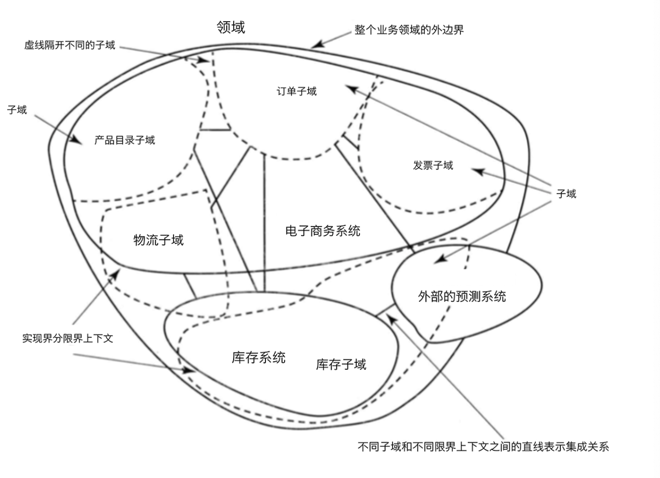 领域
整个业务领域的外边界
虚线隔开不同的子域
订单子域
子域
产品目录子域
发票子域
子域
电子商务系统
物流子域
外部的预测系统
实现界分限界上下文
库存系统
库存子域
不同子域和不同限界上下文之间的直线表示集成关系